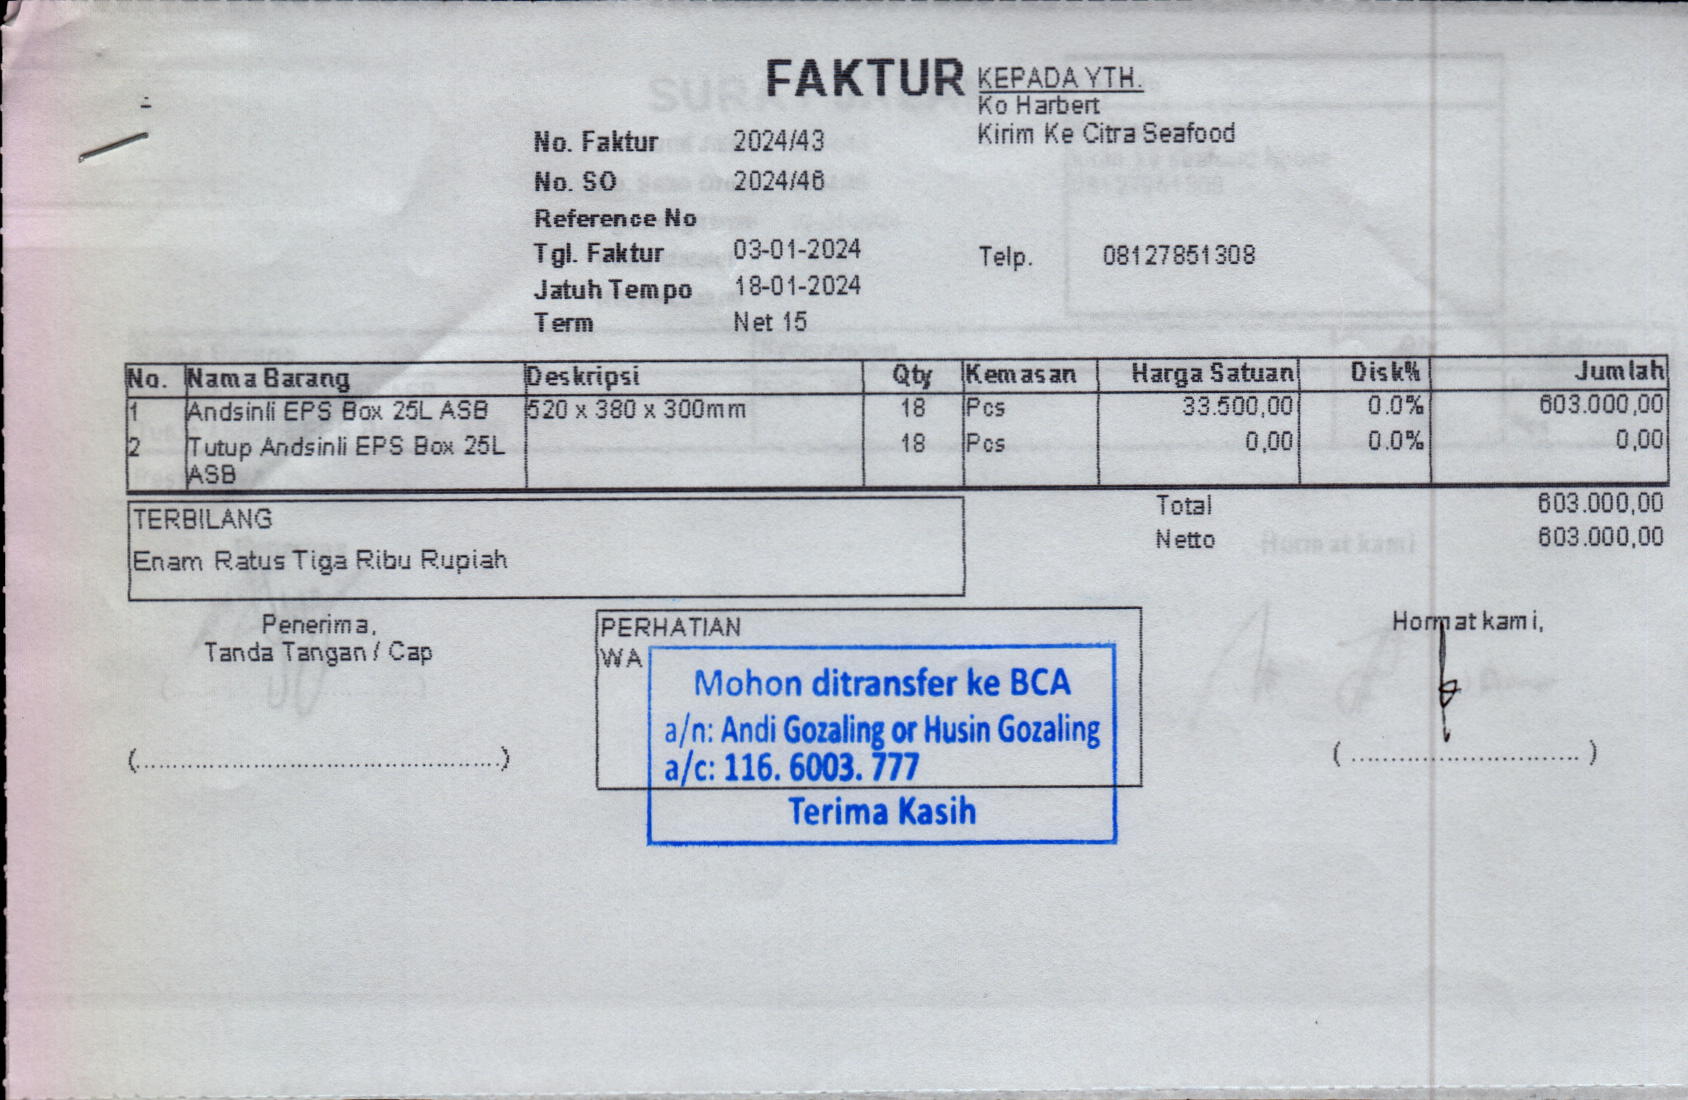 FAKTUR
KEPADA YTH.
Ko Harbert
Kirim Ke Citra Seafood
No. Faktur 2024/43
No. SO 2024/46
Reference No
Tgl. Faktur 03-01-2024
Telp. 08127851308
Jatuh Tempo 18-01-2024
Term Net 15
No. Nama Barang Deskripsi Qty Kemasan Harga Satuan Disk% Jumlah
1 Andsinli EPS Box 25L ASB 520 x 380 x 300mm 18 Pcs 33.500,00 0.0% 603.000,00
2 Tutup Andsinli EPS Box 25L 18 Pcs 0,00 0.0% 0,00
ASB
Total 603.000,00
Netto 603.000,00
TERBILANG
Enam Ratus Tiga Ribu Rupiah
Penerima,
Tanda Tangan / Cap
(..............................................)
PERHATIAN
WA
Mohon ditransfer ke BCA
a/n: Andi Gozaling or Husin Gozaling
a/c: 116. 6003. 777
Terima Kasih
Hormat kami,
( ............................. )